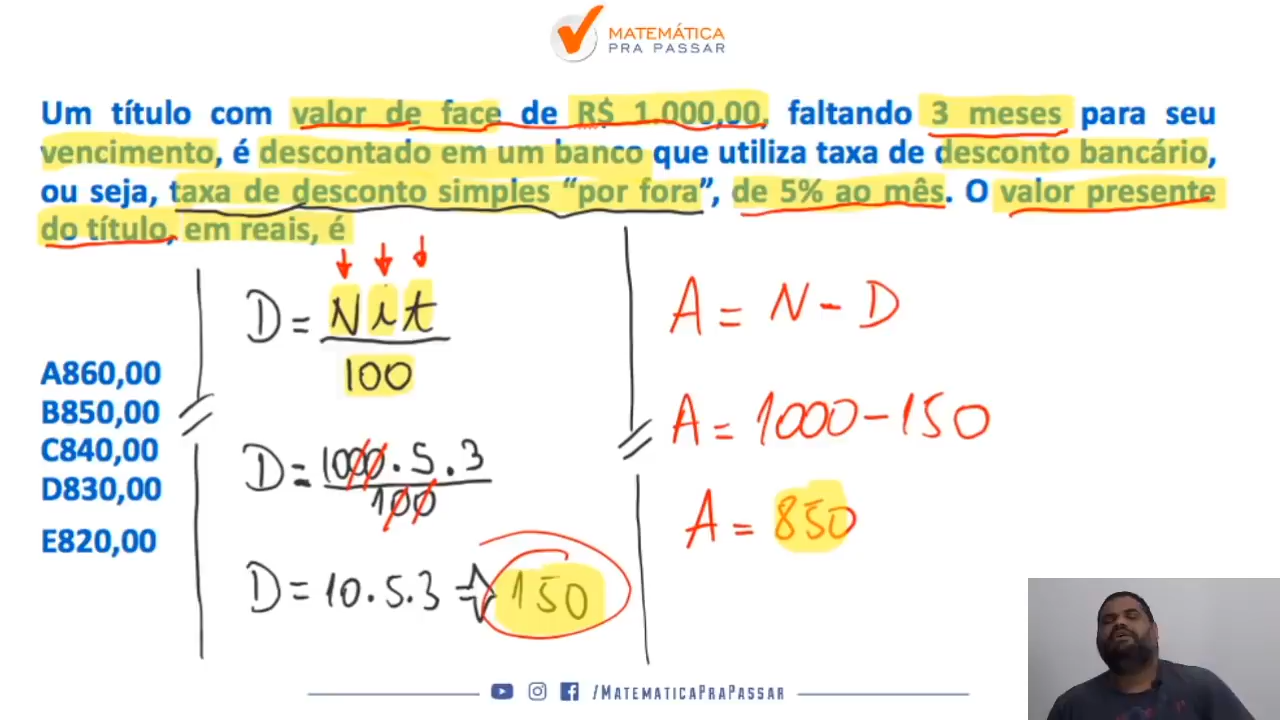 MATEMÁTICA
PRA PASSAR
Um título com valor de face de R$ 1.000,00, faltando 3 meses para seu
vencimento, é descontado em um banco que utiliza taxa de desconto bancário,
ou seja, taxa de desconto simples “por fora”, de 5% ao mês. O valor presente
do título, em reais, é
D = Nit
100
A = N - D
A860,00
B850,00
C840,00
D830,00
E820,00
D = 1000.5.3
100
A = 1000 - 150
D = 10.5.3 ⇒ 150
A = 850
/MATEMATICAPRAPASSAR